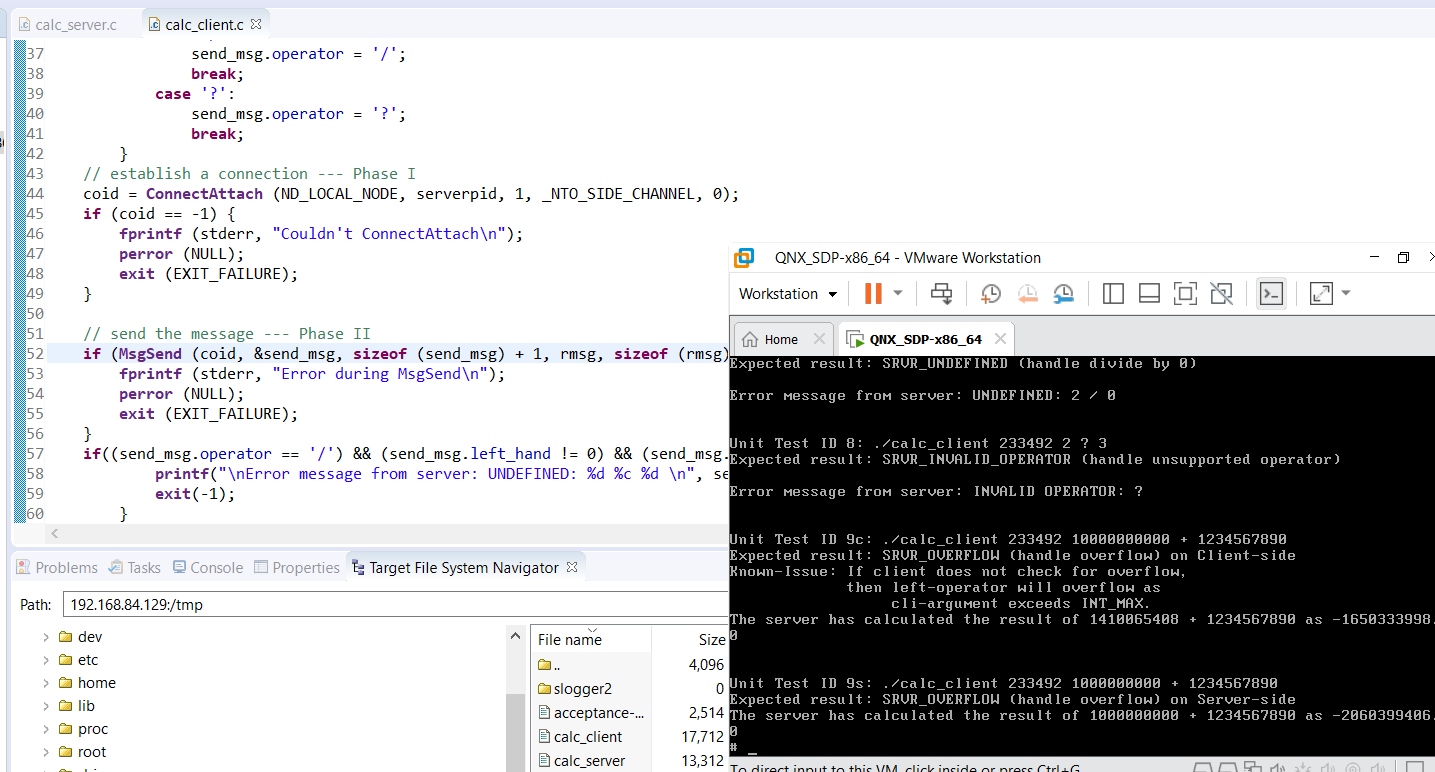 calc_server.c
calc_client.c
37 send_msg.operator = '/';
38 break;
39 case '?':
40 send_msg.operator = '?';
41 break;
42 }
43 // establish a connection --- Phase I
44 coid = ConnectAttach (ND_LOCAL_NODE, serverpid, 1, _NTO_SIDE_CHANNEL, 0);
45 if (coid == -1) {
46 fprintf (stderr, "Couldn't ConnectAttach\n");
47 perror (NULL);
48 exit (EXIT_FAILURE);
49 }
50
51 // send the message --- Phase II
52 if (MsgSend (coid, &send_msg, sizeof (send_msg) + 1, rmsg, sizeof (rmsg)
53 fprintf (stderr, "Error during MsgSend\n");
54 perror (NULL);
55 exit (EXIT_FAILURE);
56 }
57 if((send_msg.operator == '/') && (send_msg.left_hand != 0) && (send_msg.
58 printf("\nError message from server: UNDEFINED: %d %c %d \n", se
59 exit(-1);
60 }
Problems Tasks Console Properties Target File System Navigator
Path: 192.168.84.129:/tmp
dev
etc
home
lib
proc
root
File name Size
.. 4,096
slogger2 0
acceptance-... 2,514
calc_client 17,712
calc_server 13,312
QNX_SDP-x86_64 - VMware Workstation
Workstation
Home QNX_SDP-x86_64
Expected result: SRVR_UNDEFINED (handle divide by 0)
Error message from server: UNDEFINED: 2 / 0
Unit Test ID 8: ./calc_client 233492 2 ? 3
Expected result: SRVR_INVALID_OPERATOR (handle unsupported operator)
Error message from server: INVALID OPERATOR: ?
Unit Test ID 9c: ./calc_client 233492 10000000000 + 1234567890
Expected result: SRVR_OVERFLOW (handle overflow) on Client-side
Known-Issue: If client does not check for overflow,
then left-operator will overflow as
cli-argument exceeds INT_MAX.
The server has calculated the result of 1410065408 + 1234567890 as -1650333998.
0
Unit Test ID 9s: ./calc_client 233492 1000000000 + 1234567890
Expected result: SRVR_OVERFLOW (handle overflow) on Server-side
The server has calculated the result of 1000000000 + 1234567890 as -2060399406.
0
# _
To direct input to this VM, click inside or press Ctrl+G